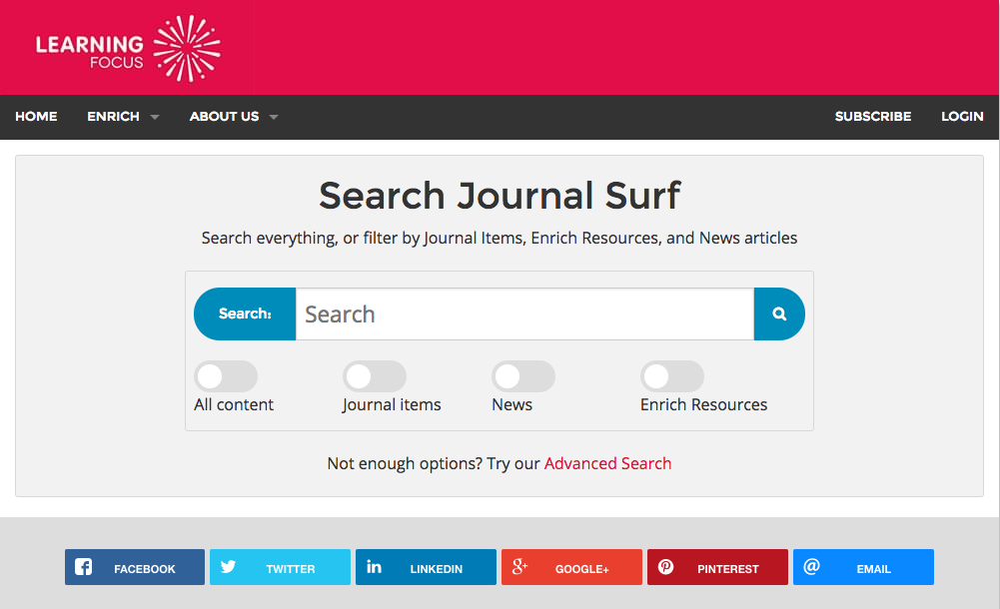 LEARNING
FOCUS
HOME ENRICH ABOUT US SUBSCRIBE LOGIN
Search Journal Surf
Search everything, or filter by Journal Items, Enrich Resources, and News articles
Search: Search
All content Journal items News Enrich Resources
Not enough options? Try our Advanced Search
FACEBOOK TWITTER LINKEDIN GOOGLE+ PINTEREST EMAIL